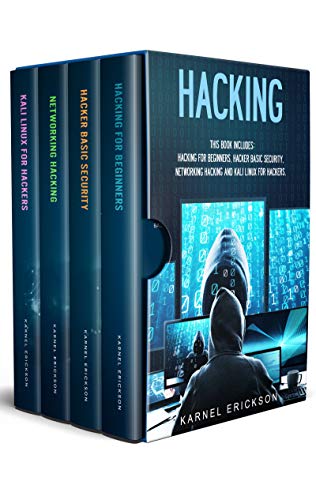 KALI LINUX FOR HACKERS
KARNEL ERICKSON
NETWORKING HACKING
KARNEL ERICKSON
HACKER BASIC SECURITY
KARNEL ERICKSON
HACKING FOR BEGINNERS
KARNEL ERICKSON
HACKING
THIS BOOK INCLUDES:
HACKING FOR BEGINNERS, HACKER BASIC SECURITY,
NETWORKING HACKING AND KALI LINUX FOR HACKERS.
KARNEL ERICKSON